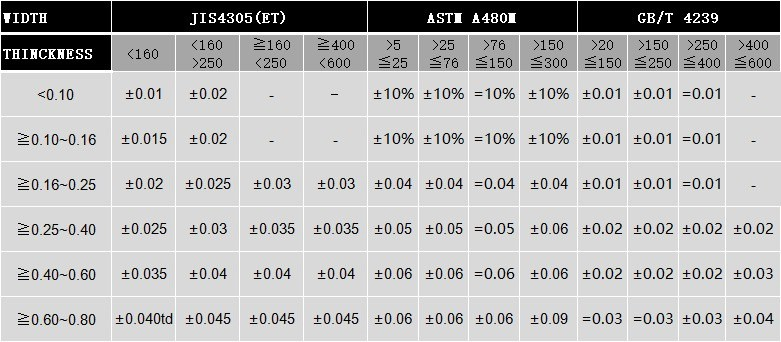 WIDTH JIS4305(ET) ASTM A480M GB/T 4239
THINCKNESS <160 <160 >250 ≧160 <250 ≧400 <600 >5 ≦25 >25 ≦76 >76 ≦150 >150 ≦300 >20 ≦150 >150 ≦250 >250 ≦400 >400 ≦600
<0.10 ±0.01 ±0.02 - – ±10% ±10% =10% ±10% ±0.01 ±0.01 =0.01 -
≧0.10~0.16 ±0.015 ±0.02 - - ±10% ±10% =10% ±10% ±0.01 ±0.01 =0.01 -
≧0.16~0.25 ±0.02 ±0.025 ±0.03 ±0.03 ±0.04 ±0.04 =0.04 ±0.04 ±0.01 ±0.01 =0.01 -
≧0.25~0.40 ±0.025 ±0.03 ±0.035 ±0.035 ±0.05 ±0.05 =0.05 ±0.06 ±0.02 ±0.02 ±0.02 ±0.02
≧0.40~0.60 ±0.035 ±0.04 ±0.04 ±0.04 ±0.06 ±0.06 =0.06 ±0.06 ±0.02 ±0.02 ±0.02 ±0.03
≧0.60~0.80 ±0.040td ±0.045 ±0.045 ±0.045 ±0.06 ±0.06 ±0.06 ±0.09 =0.03 =0.03 ±0.03 ±0.04